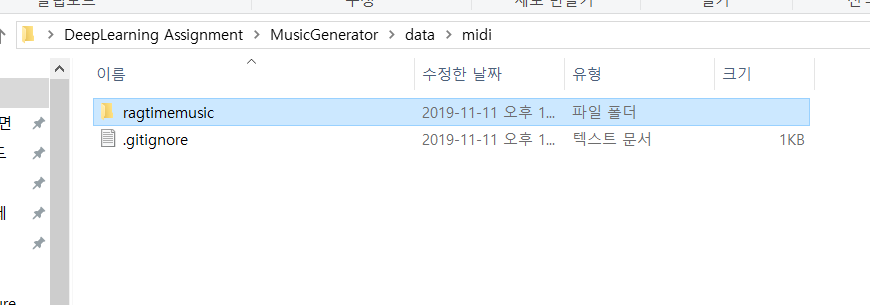 DeepLearning Assignment > MusicGenerator > data > midi
이름 수정한 날짜 유형 크기
ragtimemusic 2019-11-11 오후 1... 파일 폴더
.gitignore 2019-11-11 오후 1... 텍스트 문서 1KB